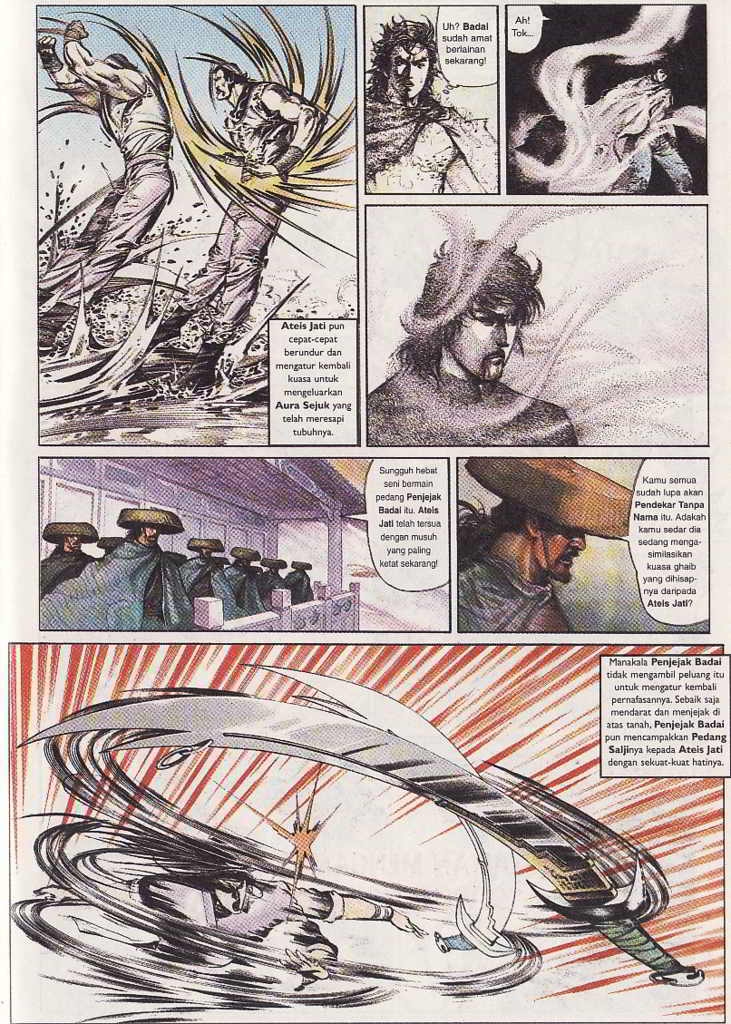 Uh? Badai
sudah amat
berlainan
sekarang!
Ah!
Tok...
Ateis Jati pun
cepat-cepat
berundur dan
mengatur kembali
kuasa untuk
mengeluarkan
Aura Sejuk yang
telah meresapi
tubuhnya.
Sungguh hebat
seni bermain
pedang Penjejak
Badai itu. Ateis
Jati telah tersua
dengan musuh
yang paling
ketat sekarang!
Kamu semua
sudah lupa akan
Pendekar Tanpa
Nama itu. Adakah
kamu sedar dia
sedang menga-
similasikan
kuasa ghaib
yang dihisap-
nya daripada
Ateis Jati?
Manakala Penjejak Badai
tidak mengambil peluang itu
untuk mengatur kembali
pernafasannya. Sebaik saja
mendarat dan menjejak di
atas tanah, Penjejak Badai
pun mencampakkan Pedang
Saljinya kepada Ateis Jati
dengan sekuat-kuat hatinya.